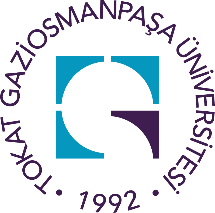 TOKAT GAZİOSMANPAŞA ÜNİVERSİTESİ
• 1992 •